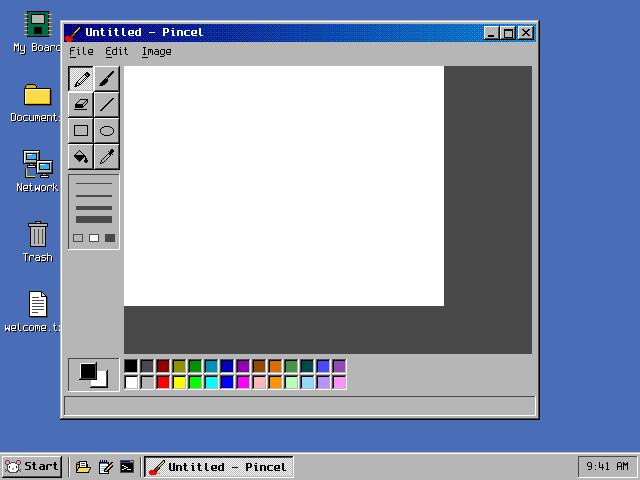 Untitled - Pincel
File Edit Image
My Board
Documents
Network
Trash
welcome.t
Start
Untitled - Pincel
9:41 AM